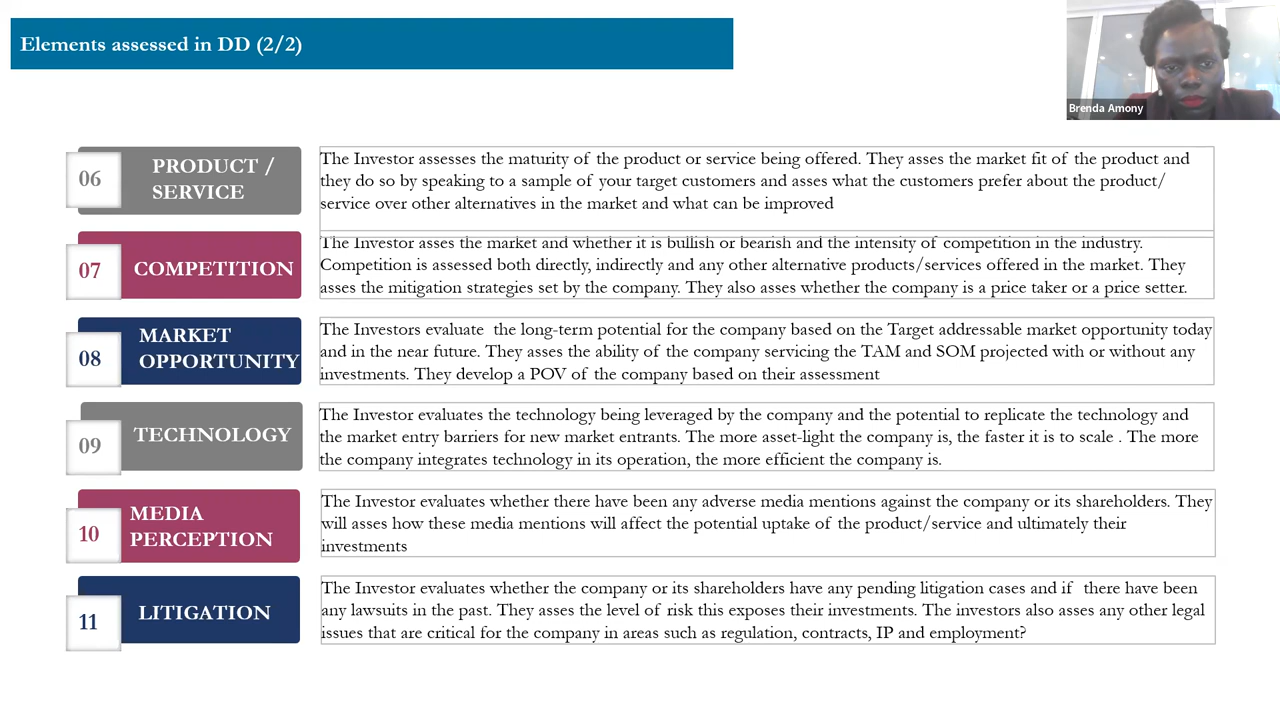 Elements assessed in DD (2/2)
Brenda Amony
06
PRODUCT /
SERVICE
The Investor assesses the maturity of the product or service being offered. They asses the market fit of the product and
they do so by speaking to a sample of your target customers and asses what the customers prefer about the product/
service over other alternatives in the market and what can be improved
07
COMPETITION
The Investor asses the market and whether it is bullish or bearish and the intensity of competition in the industry.
Competition is assessed both directly, indirectly and any other alternative products/services offered in the market. They
asses the mitigation strategies set by the company. They also asses whether the company is a price taker or a price setter.
08
MARKET
OPPORTUNITY
The Investors evaluate the long-term potential for the company based on the Target addressable market opportunity today
and in the near future. They asses the ability of the company servicing the TAM and SOM projected with or without any
investments. They develop a POV of the company based on their assessment
09
TECHNOLOGY
The Investor evaluates the technology being leveraged by the company and the potential to replicate the technology and
the market entry barriers for new market entrants. The more asset-light the company is, the faster it is to scale . The more
the company integrates technology in its operation, the more efficient the company is.
10
MEDIA
PERCEPTION
The Investor evaluates whether there have been any adverse media mentions against the company or its shareholders. They
will asses how these media mentions will affect the potential uptake of the product/service and ultimately their
investments
11
LITIGATION
The Investor evaluates whether the company or its shareholders have any pending litigation cases and if there have been
any lawsuits in the past. They asses the level of risk this exposes their investments. The investors also asses any other legal
issues that are critical for the company in areas such as regulation, contracts, IP and employment?